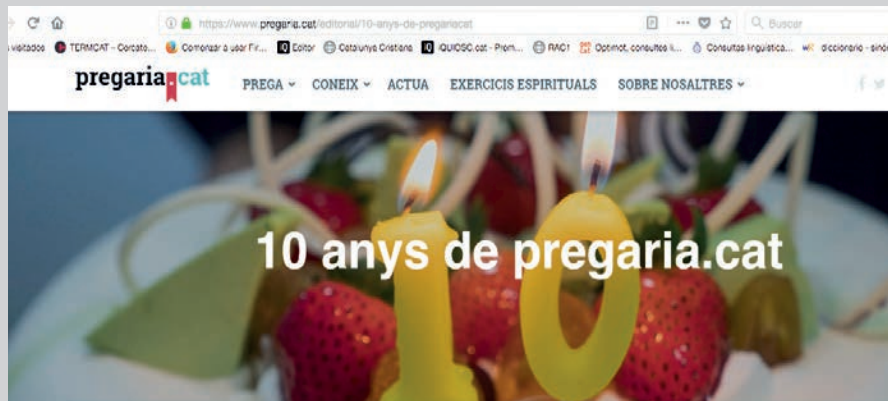 https://www.pregaria.cat/editorial/10-anys-de-pregariacat
Buscar
visitados TERMCAT – Cercato... Comenzar a usar Fir... Editor Catalunya Cristiana iQUIOSC.cat - Prom... RAC1 Optimot, consultes li... Consultas lingüística... diccionario - sinó
pregaria.cat PREGA CONEIX ACTUA EXERCICIS ESPIRITUALS SOBRE NOSALTRES
10 anys de pregaria.cat
10